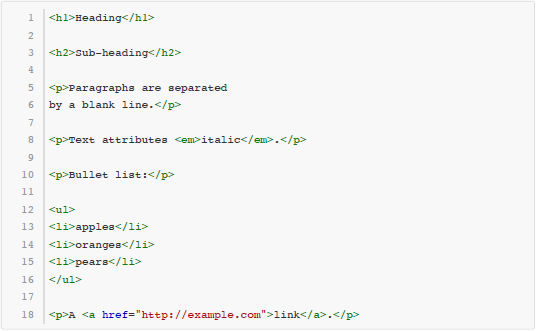 1 <h1>Heading</h1>
2
3 <h2>Sub-heading</h2>
4
5 <p>Paragraphs are separated
6 by a blank line.</p>
7
8 <p>Text attributes <em>italic</em>.</p>
9
10 <p>Bullet list:</p>
11
12 <ul>
13 <li>apples</li>
14 <li>oranges</li>
15 <li>pears</li>
16 </ul>
17
18 <p>A <a href="http://example.com">link</a>.</p>